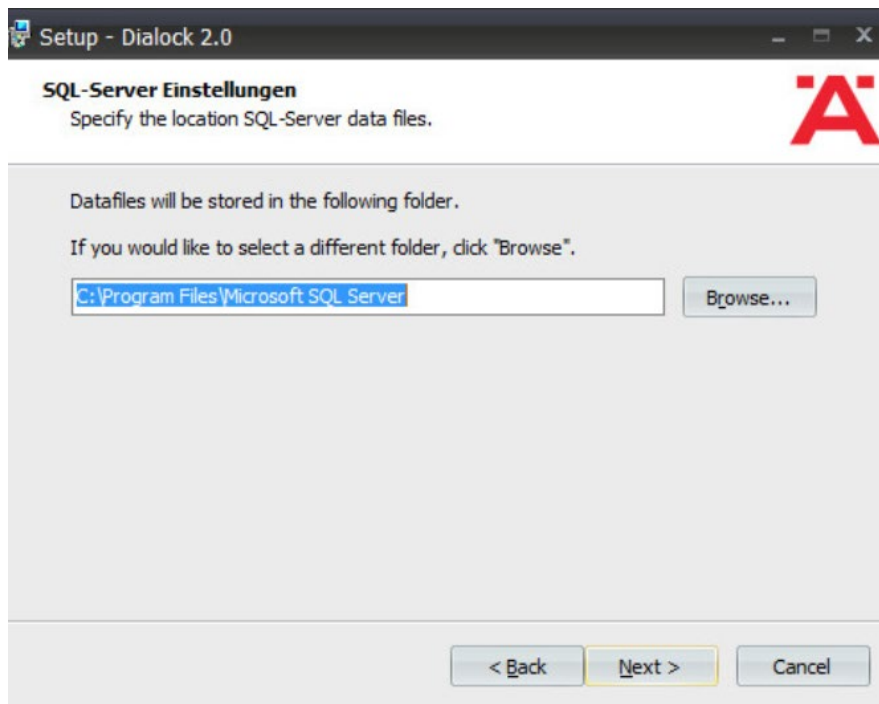 Setup - Dialock 2.0
SQL-Server Einstellungen
Specify the location SQL-Server data files.
Datafiles will be stored in the following folder.
If you would like to select a different folder, click "Browse".
C:\Program Files\Microsoft SQL Server
Browse...
< Back
Next >
Cancel